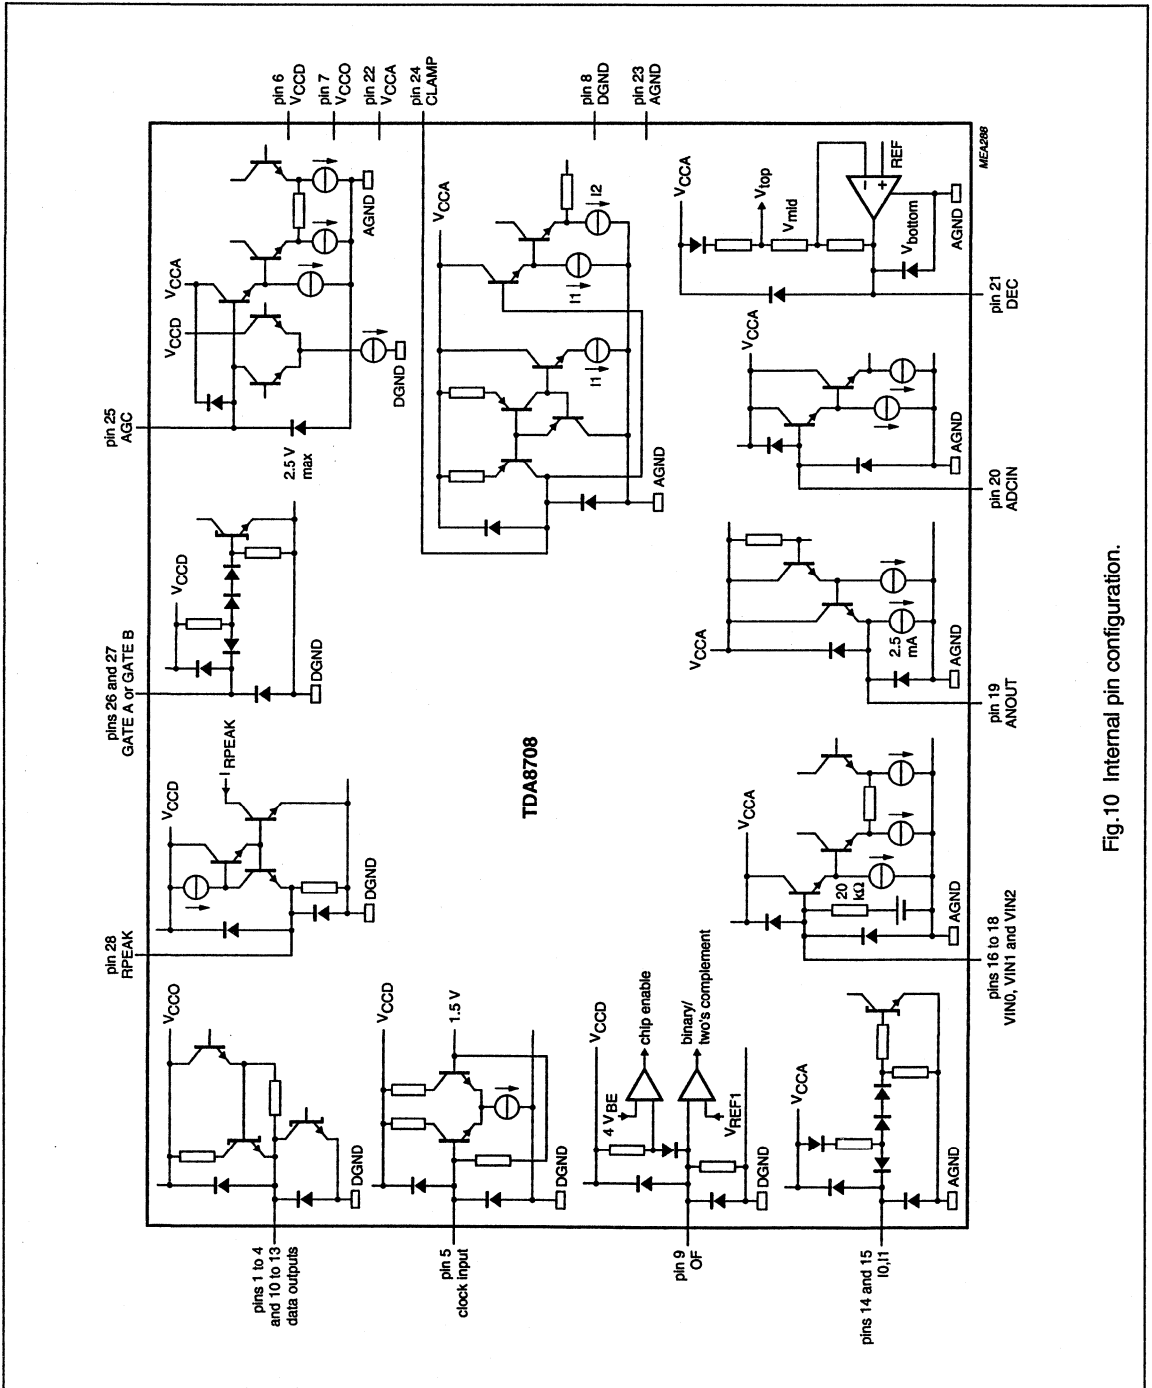 pin 6
VCCD
pin 7
VCCO
pin 22
VCCA
pin 24
CLAMP
pin 8
DGND
pin 23
AGND
pin 25
AGC
VCCD
VCCA
2.5 V
max
DGND
AGND
VCCA
I1
I1
I2
AGND
VCCA
Vtop
Vmid
REF
Vbottom
AGND
MEA288
pin 21
DEC
pins 26 and 27
GATE A or GATE B
VCCD
DGND
VCCA
AGND
pin 20
ADCIN
pin 28
RPEAK
VCCD
IRPEAK
DGND
TDA8708
VCCA
2.5
mA
AGND
pin 19
ANOUT
VCCO
DGND
pins 1 to 4
and 10 to 13
data outputs
VCCD
1.5 V
DGND
pin 5
clock input
VCCD
4 VBE
chip enable
binary/
two's complement
VREF1
DGND
pin 9
OF
VCCA
20
kΩ
AGND
pins 16 to 18
VIN0, VIN1 and VIN2
VCCA
AGND
pins 14 and 15
I0,I1
Fig.10 Internal pin configuration.